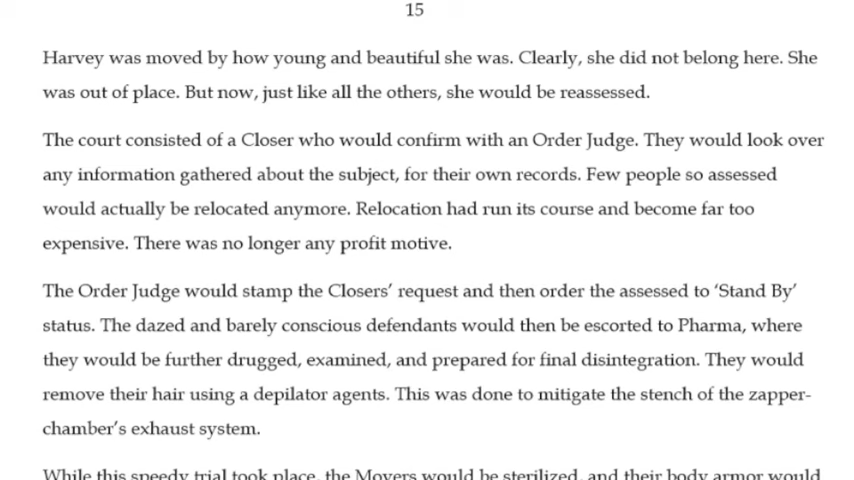 15
Harvey was moved by how young and beautiful she was. Clearly, she did not belong here. She
was out of place. But now, just like all the others, she would be reassessed.
The court consisted of a Closer who would confirm with an Order Judge. They would look over
any information gathered about the subject, for their own records. Few people so assessed
would actually be relocated anymore. Relocation had run its course and become far too
expensive. There was no longer any profit motive.
The Order Judge would stamp the Closers’ request and then order the assessed to ‘Stand By’
status. The dazed and barely conscious defendants would then be escorted to Pharma, where
they would be further drugged, examined, and prepared for final disintegration. They would
remove their hair using a depilator agents. This was done to mitigate the stench of the zapper-
chamber’s exhaust system.
While this speedy trial took place, the Movers would be sterilized, and their body armor would